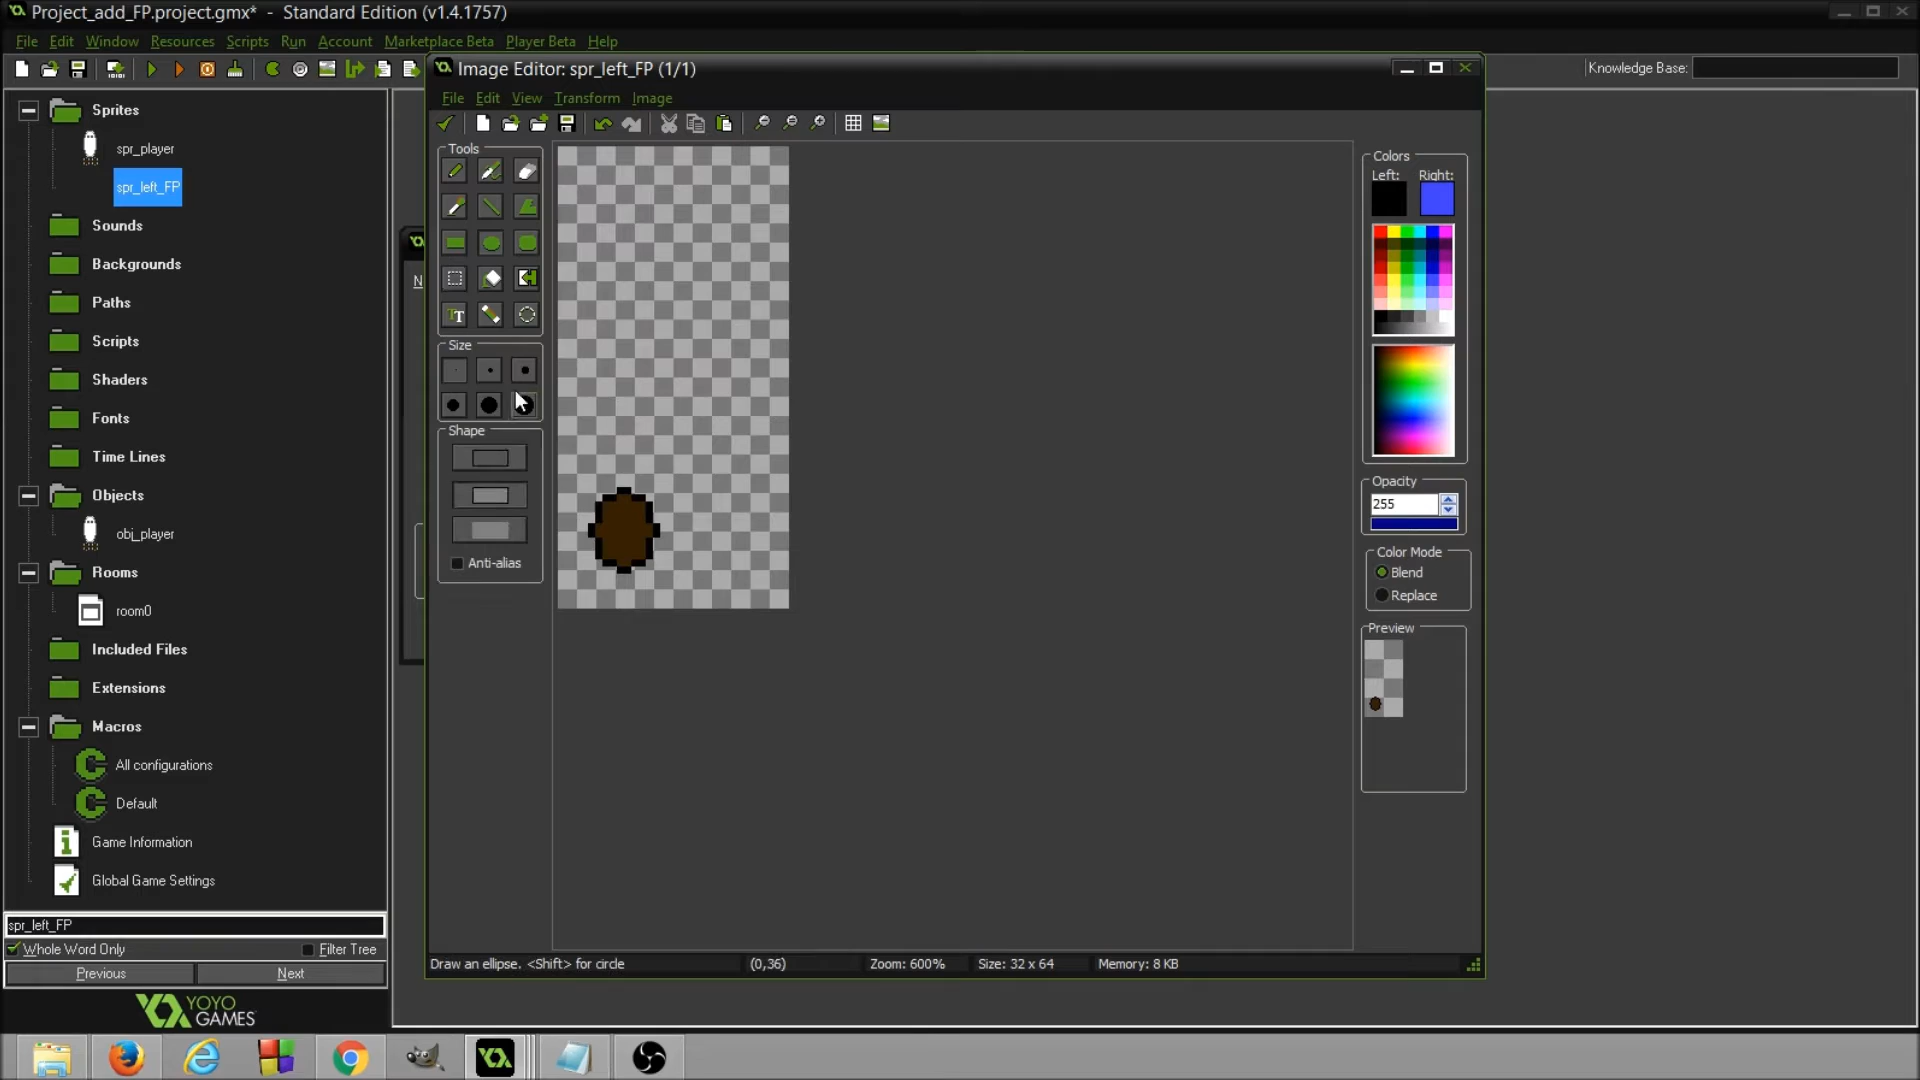 Project_add_FP.project.gmx* - Standard Edition (v1.4.1757)
File Edit Window Resources Scripts Run Account Marketplace Beta Player Beta Help
Knowledge Base:
Image Editor: spr_left_FP (1/1)
File Edit View Transform Image
Sprites
spr_player
spr_left_FP
Sounds
Backgrounds
Paths
Scripts
Shaders
Fonts
Time Lines
Objects
obj_player
Rooms
room0
Included Files
Extensions
Macros
All configurations
Default
Game Information
Global Game Settings
spr_left_FP
Whole Word Only
Filter Tree
Previous
Next
YOYO
GAMES
N
Tools
TT
Size
Shape
Anti-alias
Colors
Left: Right:
Opacity
255
Color Mode
Blend
Replace
Preview
Draw an ellipse. <Shift> for circle
(0,36)
Zoom: 600%
Size: 32 x 64
Memory: 8 KB